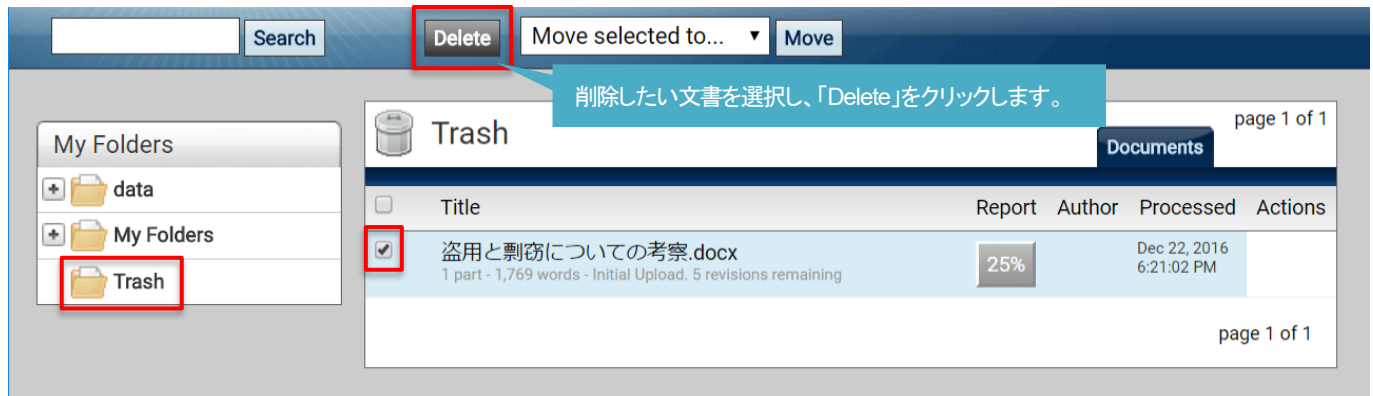 Search
Delete
Move selected to...
Move
削除したい文書を選択し、「Delete」をクリックします。
My Folders
data
My Folders
Trash
Trash
page 1 of 1
Documents
Title Report Author Processed Actions
盗用と剽窃についての考察.docx
1 part - 1,769 words - Initial Upload. 5 revisions remaining
25%
Dec 22, 2016
6:21:02 PM
page 1 of 1